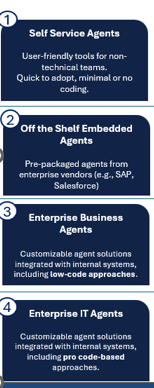 1
Self Service Agents
User-friendly tools for non-
technical teams.
Quick to adopt, minimal or no
coding.
2
Off the Shelf Embedded
Agents
Pre-packaged agents from
enterprise vendors (e.g., SAP,
Salesforce)
3
Enterprise Business
Agents
Customizable agent solutions
integrated with internal systems,
including low-code approaches.
4
Enterprise IT Agents
Customizable agent solutions
integrated with internal systems,
including pro code-based
approaches.